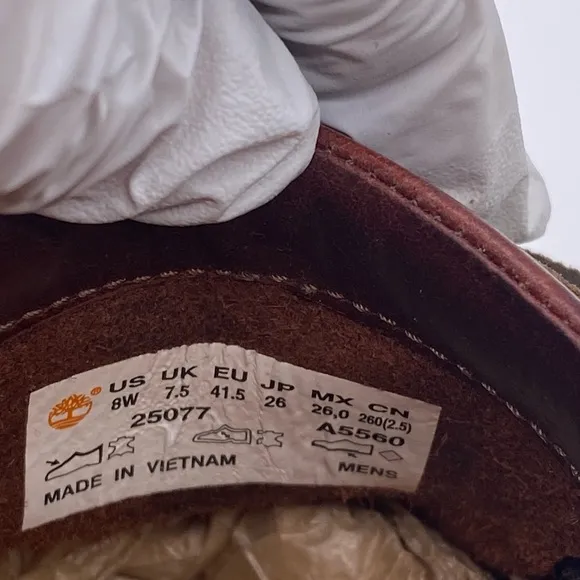 US UK EU JP MX CN
8W 7.5 41.5 26 26,0 260(2.5)
25077 A5560
MADE IN VIETNAM MENS